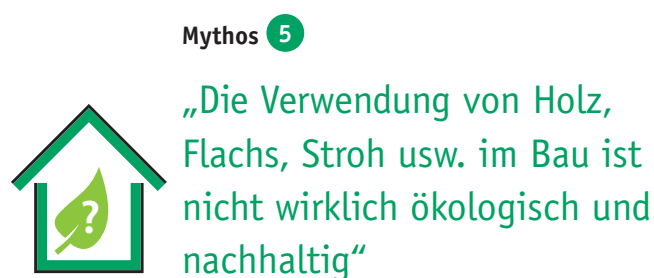 Mythos 5
„Die Verwendung von Holz,
Flachs, Stroh usw. im Bau ist
?
nicht wirklich ökologisch und
nachhaltig“